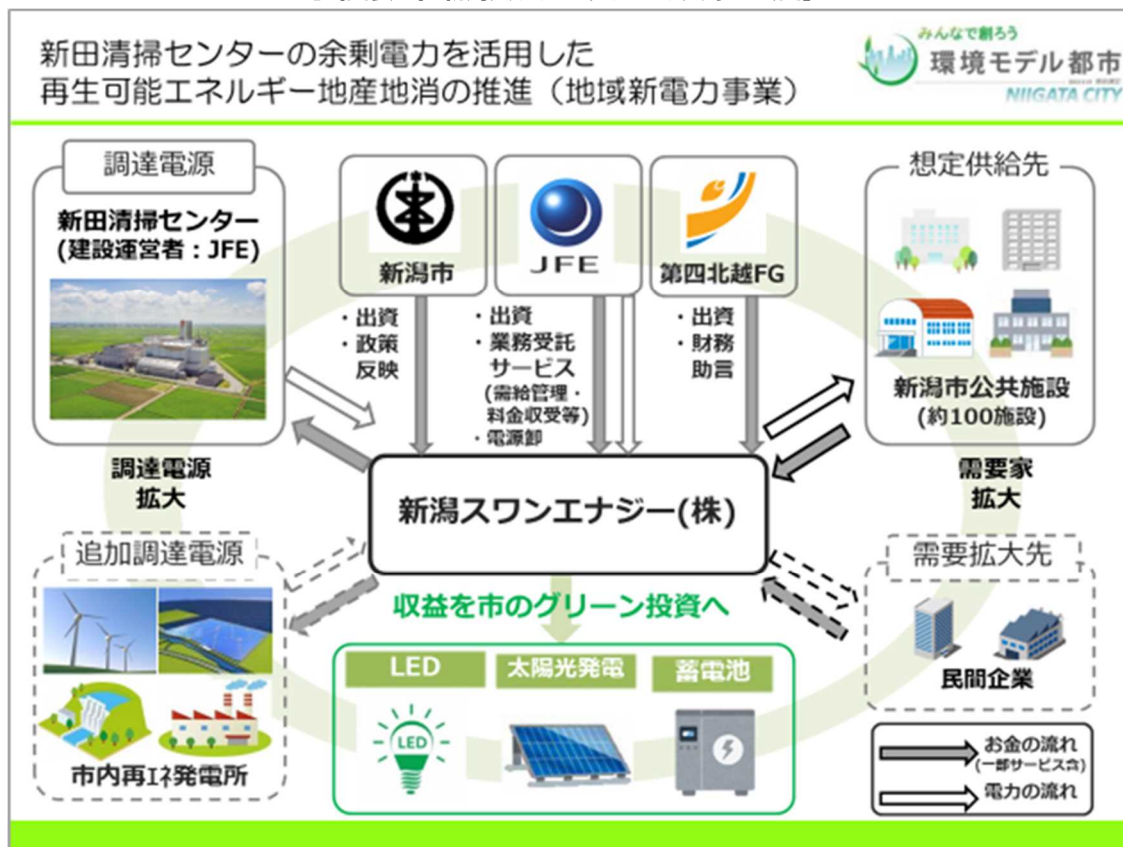 新田清掃センターの余剰電力を活用した
再生可能エネルギー地産地消の推進（地域新電力事業）
みんなで創ろう
環境モデル都市
NIIGATA CITY
調達電源
新田清掃センター
(建設運営者：JFE)
新潟市
・出資
・政策
反映
JFE
・出資
・業務受託
サービス
(需給管理・
料金収受等)
・電源卸
第四北越FG
・出資
・財務
助言
想定供給先
新潟市公共施設
(約100施設)
調達電源
拡大
新潟スワンエナジー(株)
需要家
拡大
追加調達電源
市内再ｴﾈ発電所
収益を市のグリーン投資へ
LED
太陽光発電
蓄電池
LED
需要拡大先
民間企業
お金の流れ
(一部サービス含)
電力の流れ